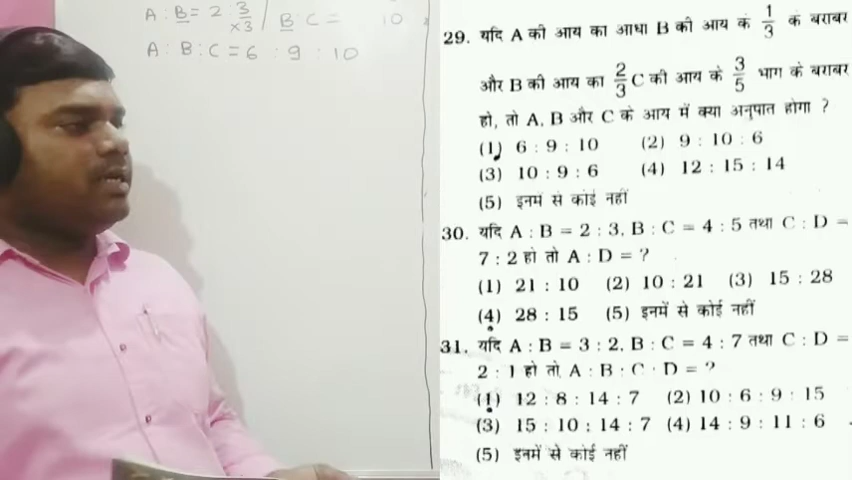 A : B = 2 : 3 / B : C = 10
×3
A : B : C = 6 : 9 : 10
29. यदि A की आय का आधा B की आय के 1/3 के बराबर
और B की आय का 2/3 C की आय के 3/5 भाग के बराबर
हो, तो A, B और C के आय में क्या अनुपात होगा ?
(1) 6 : 9 : 10 (2) 9 : 10 : 6
(3) 10 : 9 : 6 (4) 12 : 15 : 14
(5) इनमें से कोई नहीं
30. यदि A : B = 2 : 3, B : C = 4 : 5 तथा C : D =
7 : 2 हो तो A : D = ?
(1) 21 : 10 (2) 10 : 21 (3) 15 : 28
(4) 28 : 15 (5) इनमें से कोई नहीं
31. यदि A : B = 3 : 2, B : C = 4 : 7 तथा C : D =
2 : 1 हो तो, A : B : C : D = ?
(1) 12 : 8 : 14 : 7 (2) 10 : 6 : 9 : 15
(3) 15 : 10 : 14 : 7 (4) 14 : 9 : 11 : 6
(5) इनमें से कोई नहीं